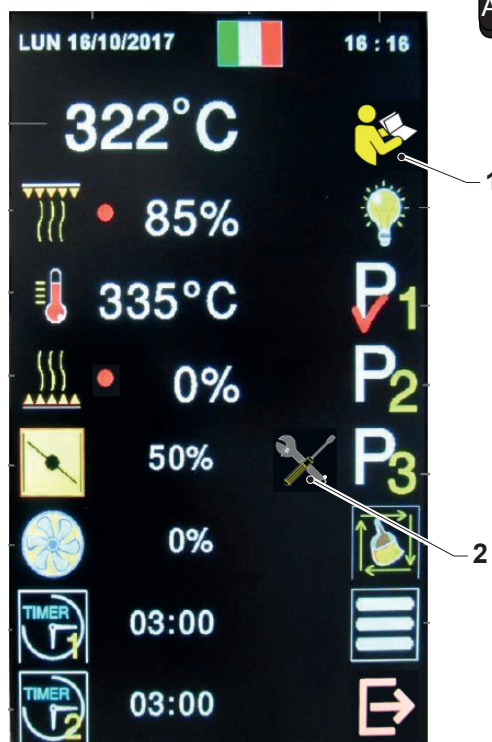 A
LUN 16/10/2017 16 : 16
322°C
1
85%
335°C P1
0% P2
50% P3
2
0%
TIMER 1 03:00
TIMER 2 03:00